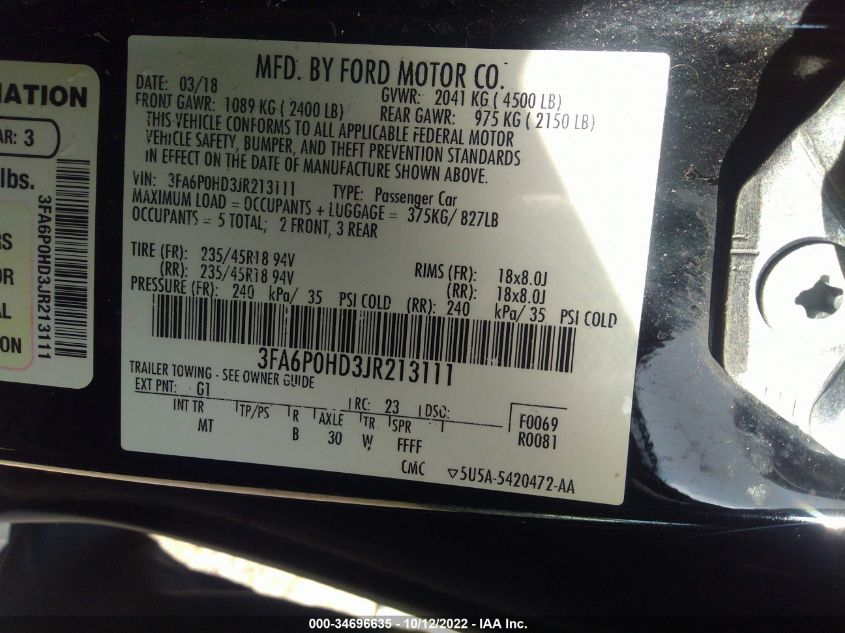 NATION
AR: 3
lbs.
RS
OR
AL
ION
3FA6P0HD3JR213111
MFD. BY FORD MOTOR CO.
DATE: 03/18
GVWR: 2041 KG ( 4500 LB)
FRONT GAWR: 1089 KG ( 2400 LB)
REAR GAWR: 975 KG ( 2150 LB)
THIS VEHICLE CONFORMS TO ALL APPLICABLE FEDERAL MOTOR
VEHICLE SAFETY, BUMPER, AND THEFT PREVENTION STANDARDS
IN EFFECT ON THE DATE OF MANUFACTURE SHOWN ABOVE.
VIN: 3FA6P0HD3JR213111 TYPE: Passenger Car
MAXIMUM LOAD = OCCUPANTS + LUGGAGE = 375KG/ 827LB
OCCUPANTS = 5 TOTAL; 2 FRONT, 3 REAR
TIRE (FR): 235/45R18 94V RIMS (FR): 18x8.0J
(RR): 235/45R18 94V (RR): 18x8.0J
PRESSURE (FR): 240 kPa/ 35 PSI COLD (RR): 240 kPa/ 35 PSI COLD
3FA6P0HD3JR213111
TRAILER TOWING - SEE OWNER GUIDE
EXT PNT: G1 RC: 23 DSO: F0069
INT TR TP/PS R AXLE TR SPR R0081
MT B 30 W FFFF
CMC ▽5U5A-5420472-AA
000-34696635 - 10/12/2022 - IAA Inc.